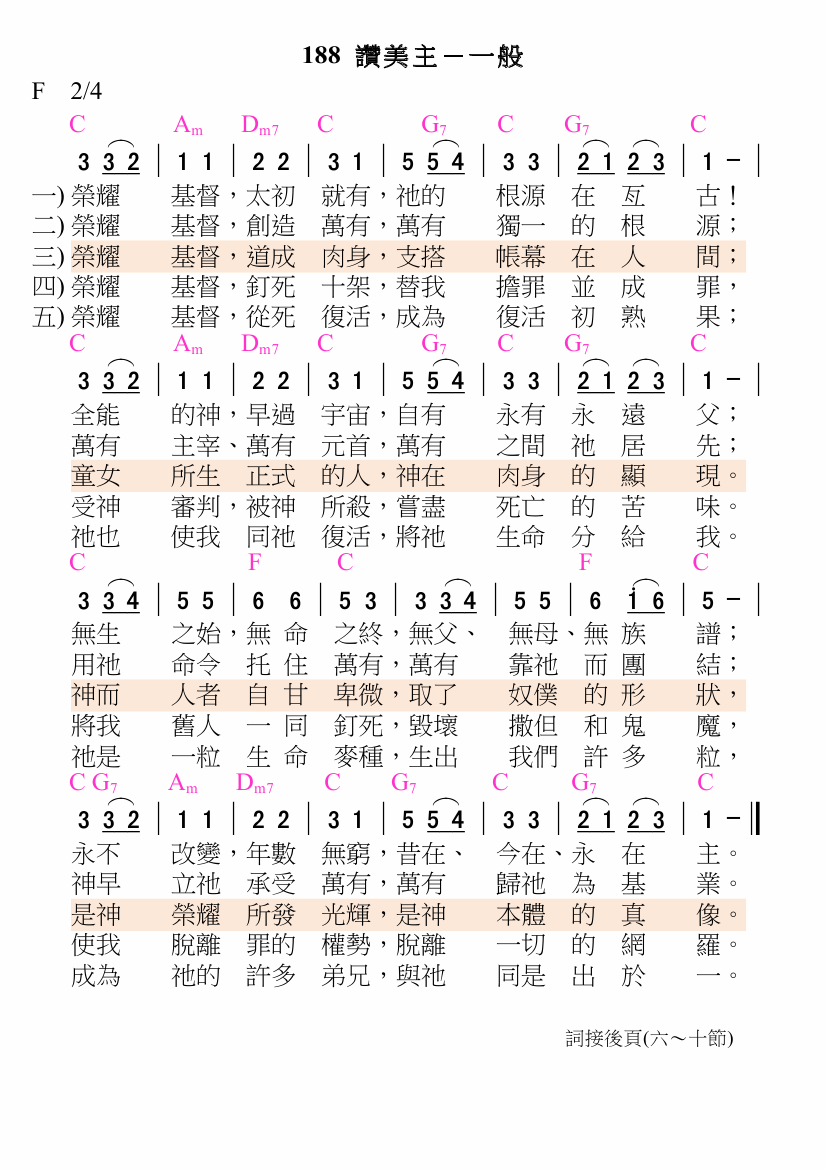 188 讚美主－一般
F 2/4
C Am Dm7 C G7 C G7 C
3 3 2 | 1 1 | 2 2 | 3 1 | 5 5 4 | 3 3 | 2 1 2 3 | 1 － |
一) 榮耀 基督，太初 就有，祂的 根源 在 亙 古！
二) 榮耀 基督，創造 萬有，萬有 獨一 的 根 源；
三) 榮耀 基督，道成 肉身，支搭 帳幕 在 人 間；
四) 榮耀 基督，釘死 十架，替我 擔罪 並 成 罪，
五) 榮耀 基督，從死 復活，成為 復活 初 熟 果；
C Am Dm7 C G7 C G7 C
3 3 2 | 1 1 | 2 2 | 3 1 | 5 5 4 | 3 3 | 2 1 2 3 | 1 － |
全能 的神，早過 宇宙，自有 永有 永 遠 父；
萬有 主宰、萬有 元首，萬有 之間 祂 居 先；
童女 所生 正式 的人，神在 肉身 的 顯 現。
受神 審判，被神 所殺，嘗盡 死亡 的 苦 味。
祂也 使我 同祂 復活，將祂 生命 分 給 我。
C F C F C
3 3 4 | 5 5 | 6 6 | 5 3 | 3 3 4 | 5 5 | 6 i 6 | 5 － |
無生 之始，無 命 之終，無父、 無母、無 族 譜；
用祂 命令 托 住 萬有，萬有 靠祂 而 團 結；
神而 人者 自 甘 卑微，取了 奴僕 的 形 狀，
將我 舊人 一 同 釘死，毀壞 撒但 和 鬼 魔，
祂是 一粒 生 命 麥種，生出 我們 許 多 粒，
C G7 Am Dm7 C G7 C G7 C
3 3 2 | 1 1 | 2 2 | 3 1 | 5 5 4 | 3 3 | 2 1 2 3 | 1 － ‖
永不 改變，年數 無窮，昔在、 今在、永 在 主。
神早 立祂 承受 萬有，萬有 歸祂 為 基 業。
是神 榮耀 所發 光輝，是神 本體 的 真 像。
使我 脫離 罪的 權勢，脫離 一切 的 網 羅。
成為 祂的 許多 弟兄，與祂 同是 出 於 一。
詞接後頁(六～十節)